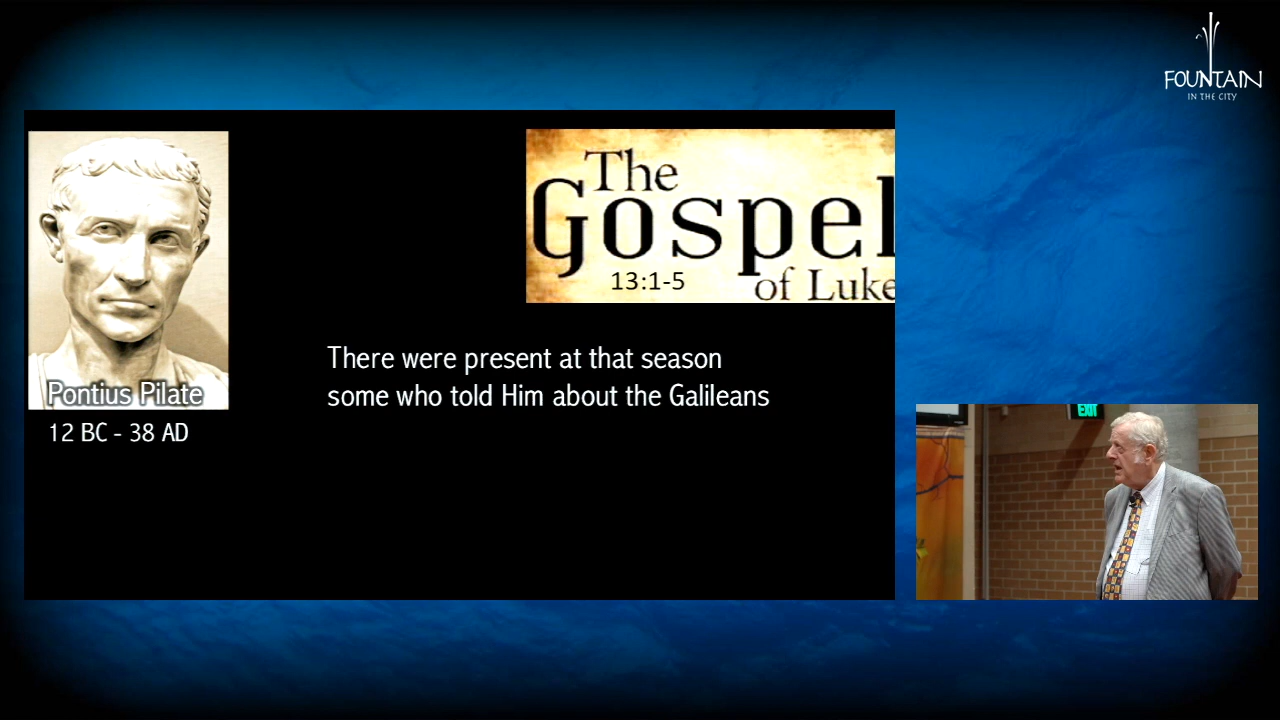 FOUNTAIN
IN THE CITY
The
Gospel
13:1-5
of Luke
There were present at that season
some who told Him about the Galileans
Pontius Pilate
12 BC - 38 AD
EXIT